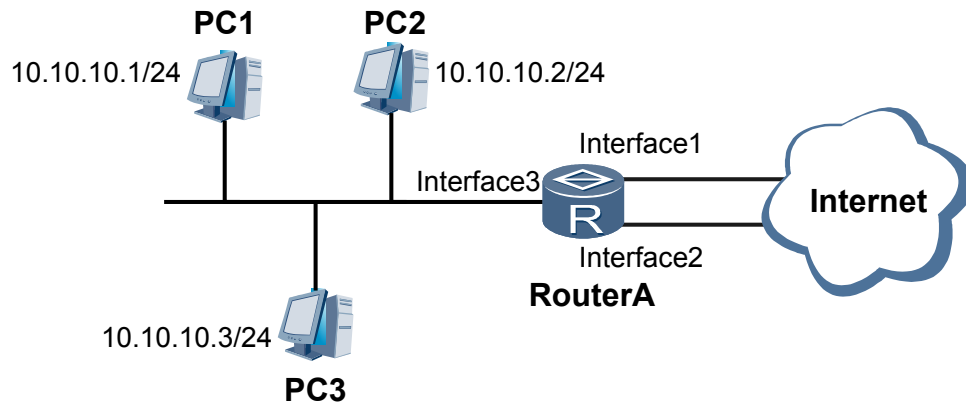 PC1
PC2
10.10.10.1/24
10.10.10.2/24
Interface1
Interface3
R
Internet
Interface2
RouterA
10.10.10.3/24
PC3